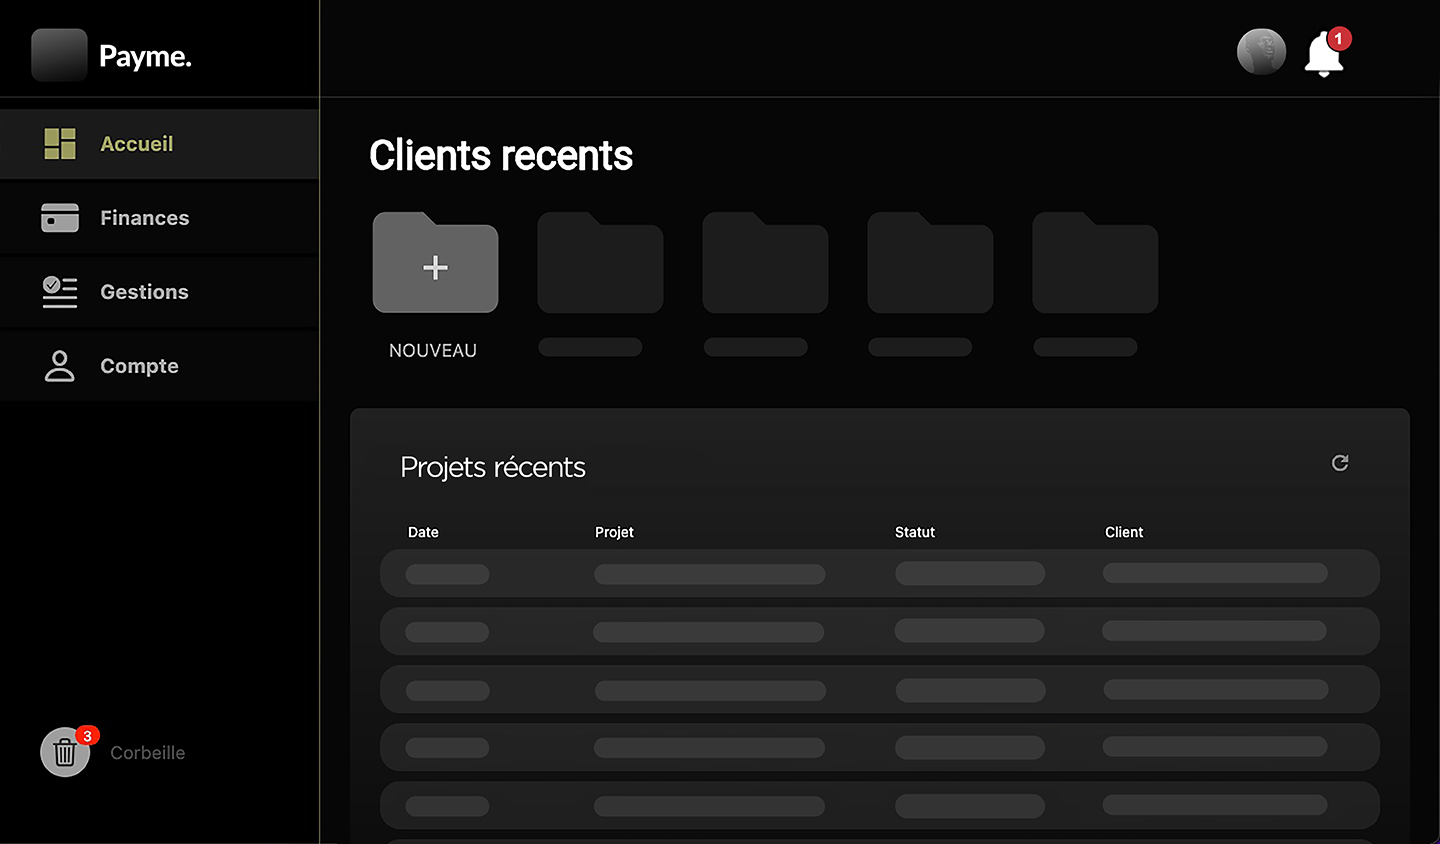 Payme.
1
Accueil
Finances
Gestions
Compte
3
Corbeille
Clients recents
NOUVEAU
Projets récents
Date Projet Statut Client